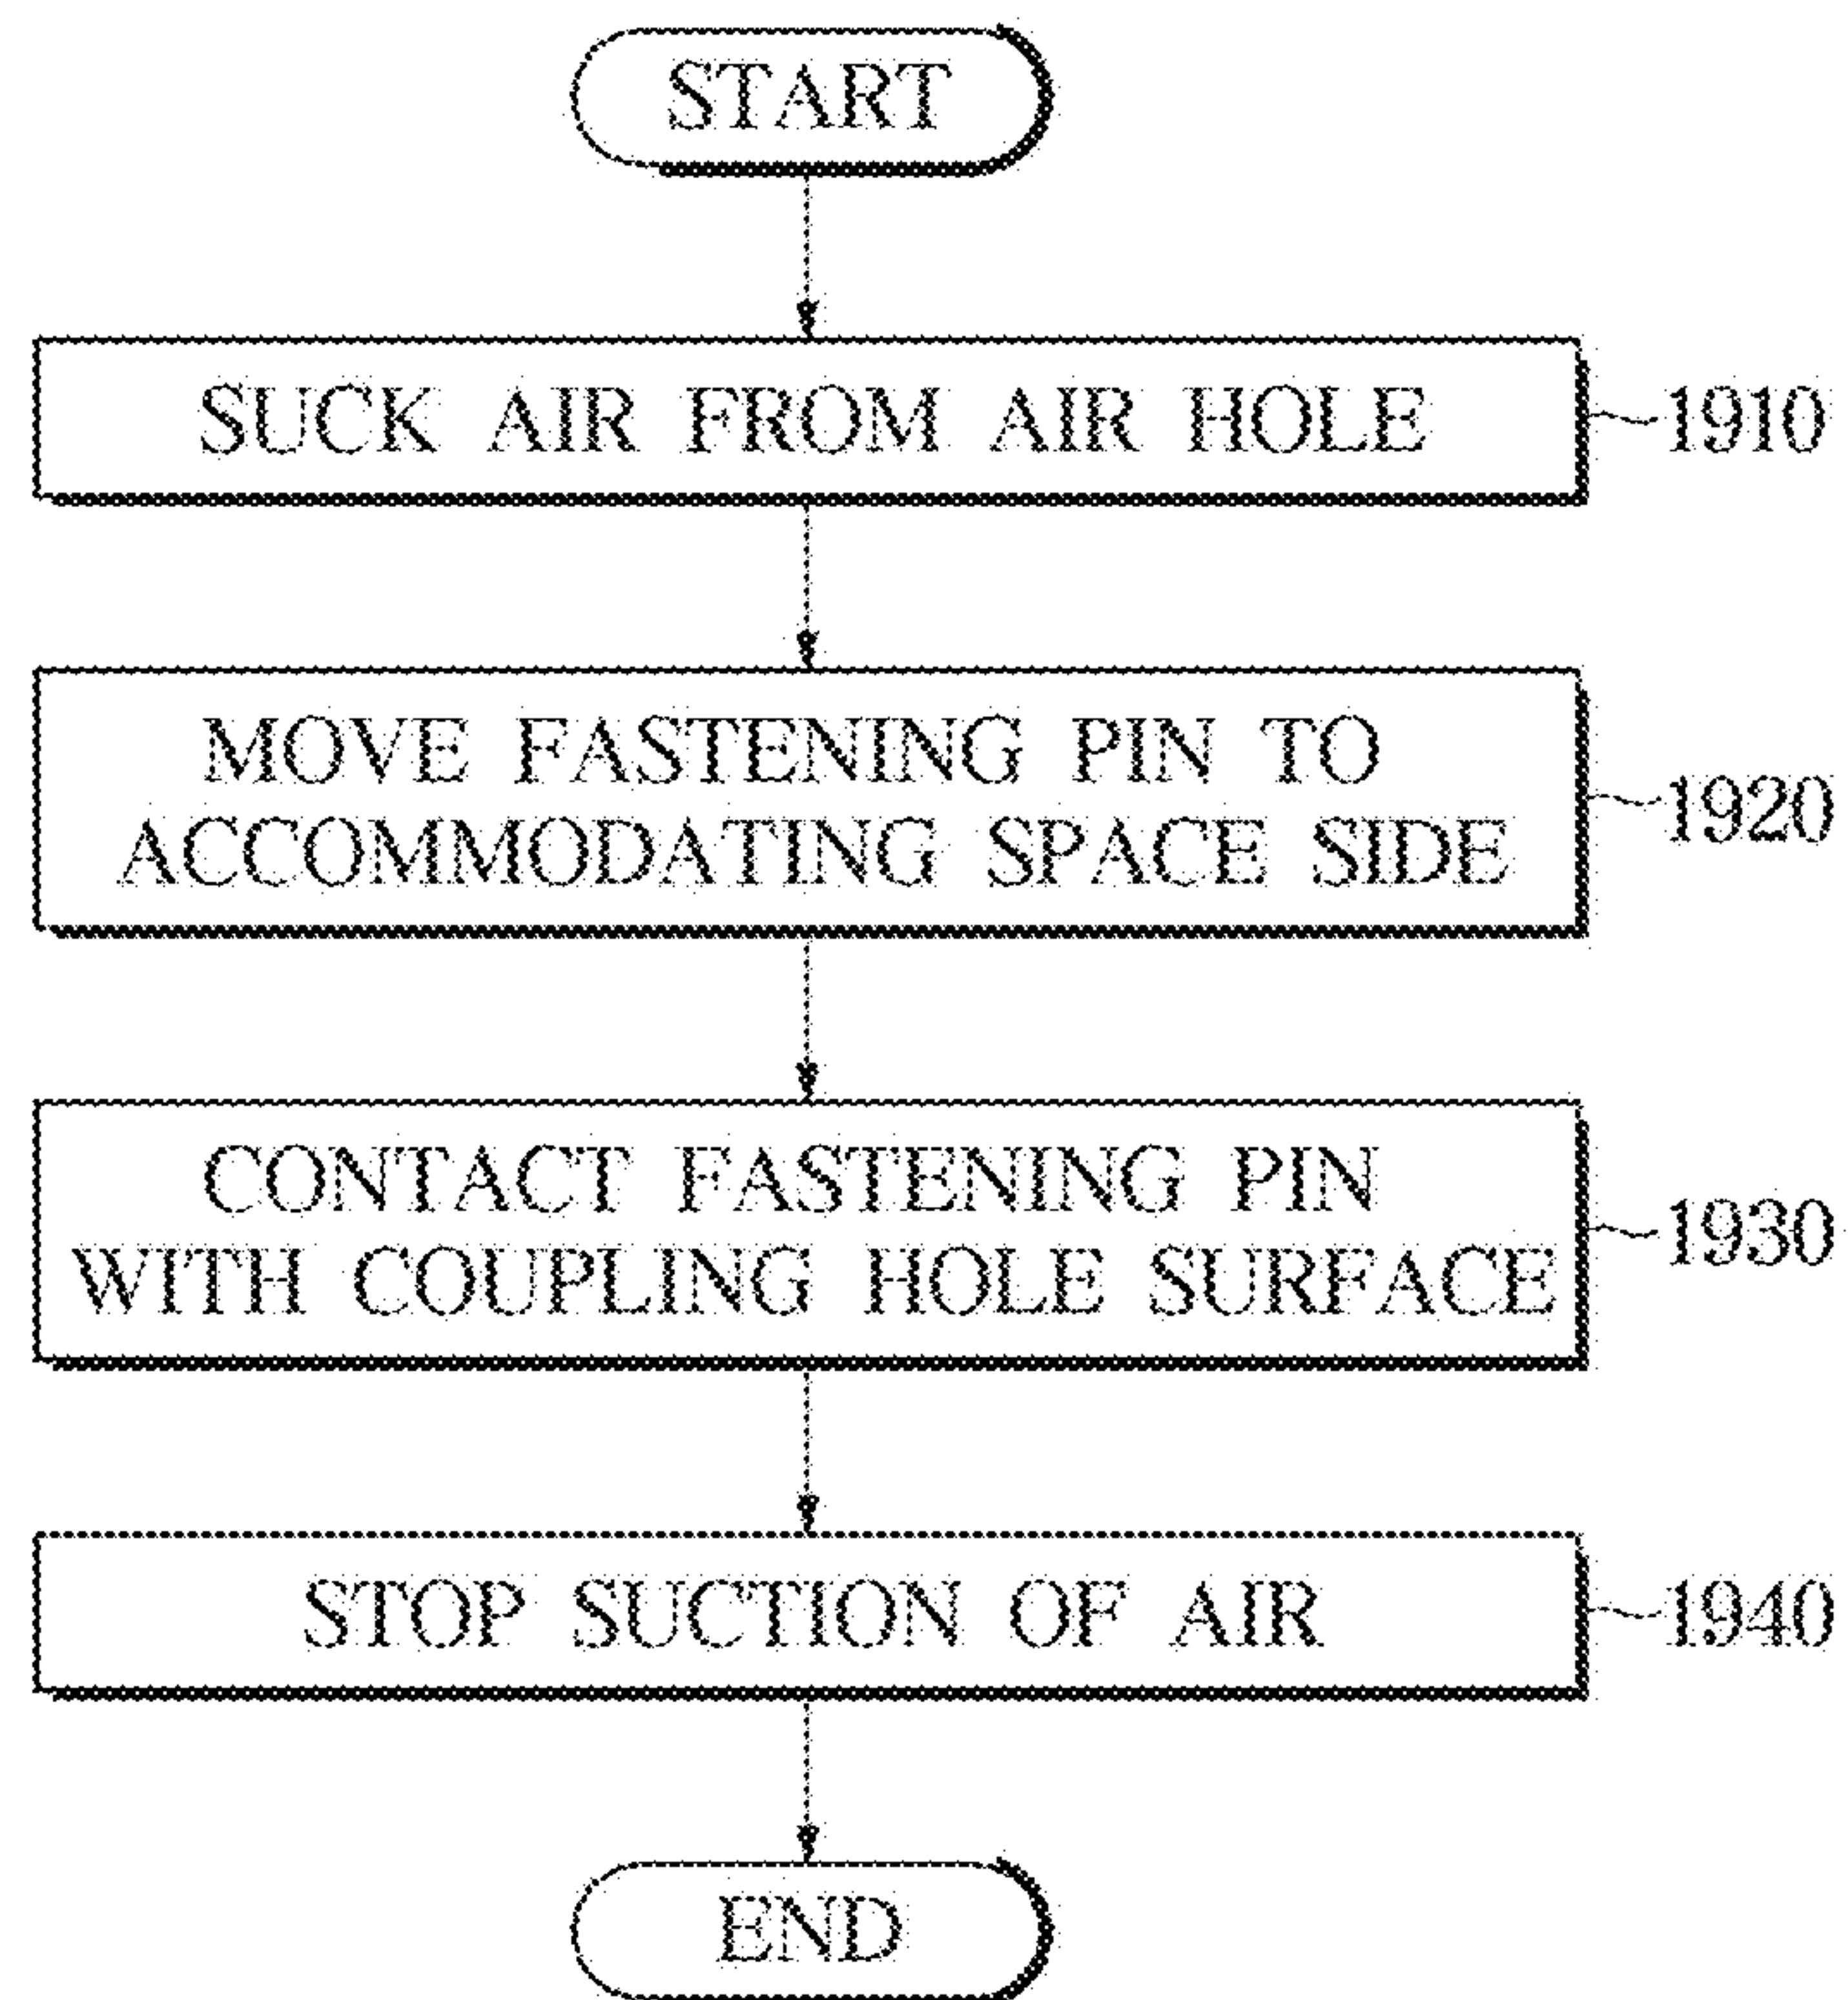 START
SUCK AIR FROM AIR HOLE
1910
MOVE FASTENING PIN TO
ACCOMMODATING SPACE SIDE
1920
CONTACT FASTENING PIN
WITH COUPLING HOLE SURFACE
1930
STOP SUCTION OF AIR
1940
END